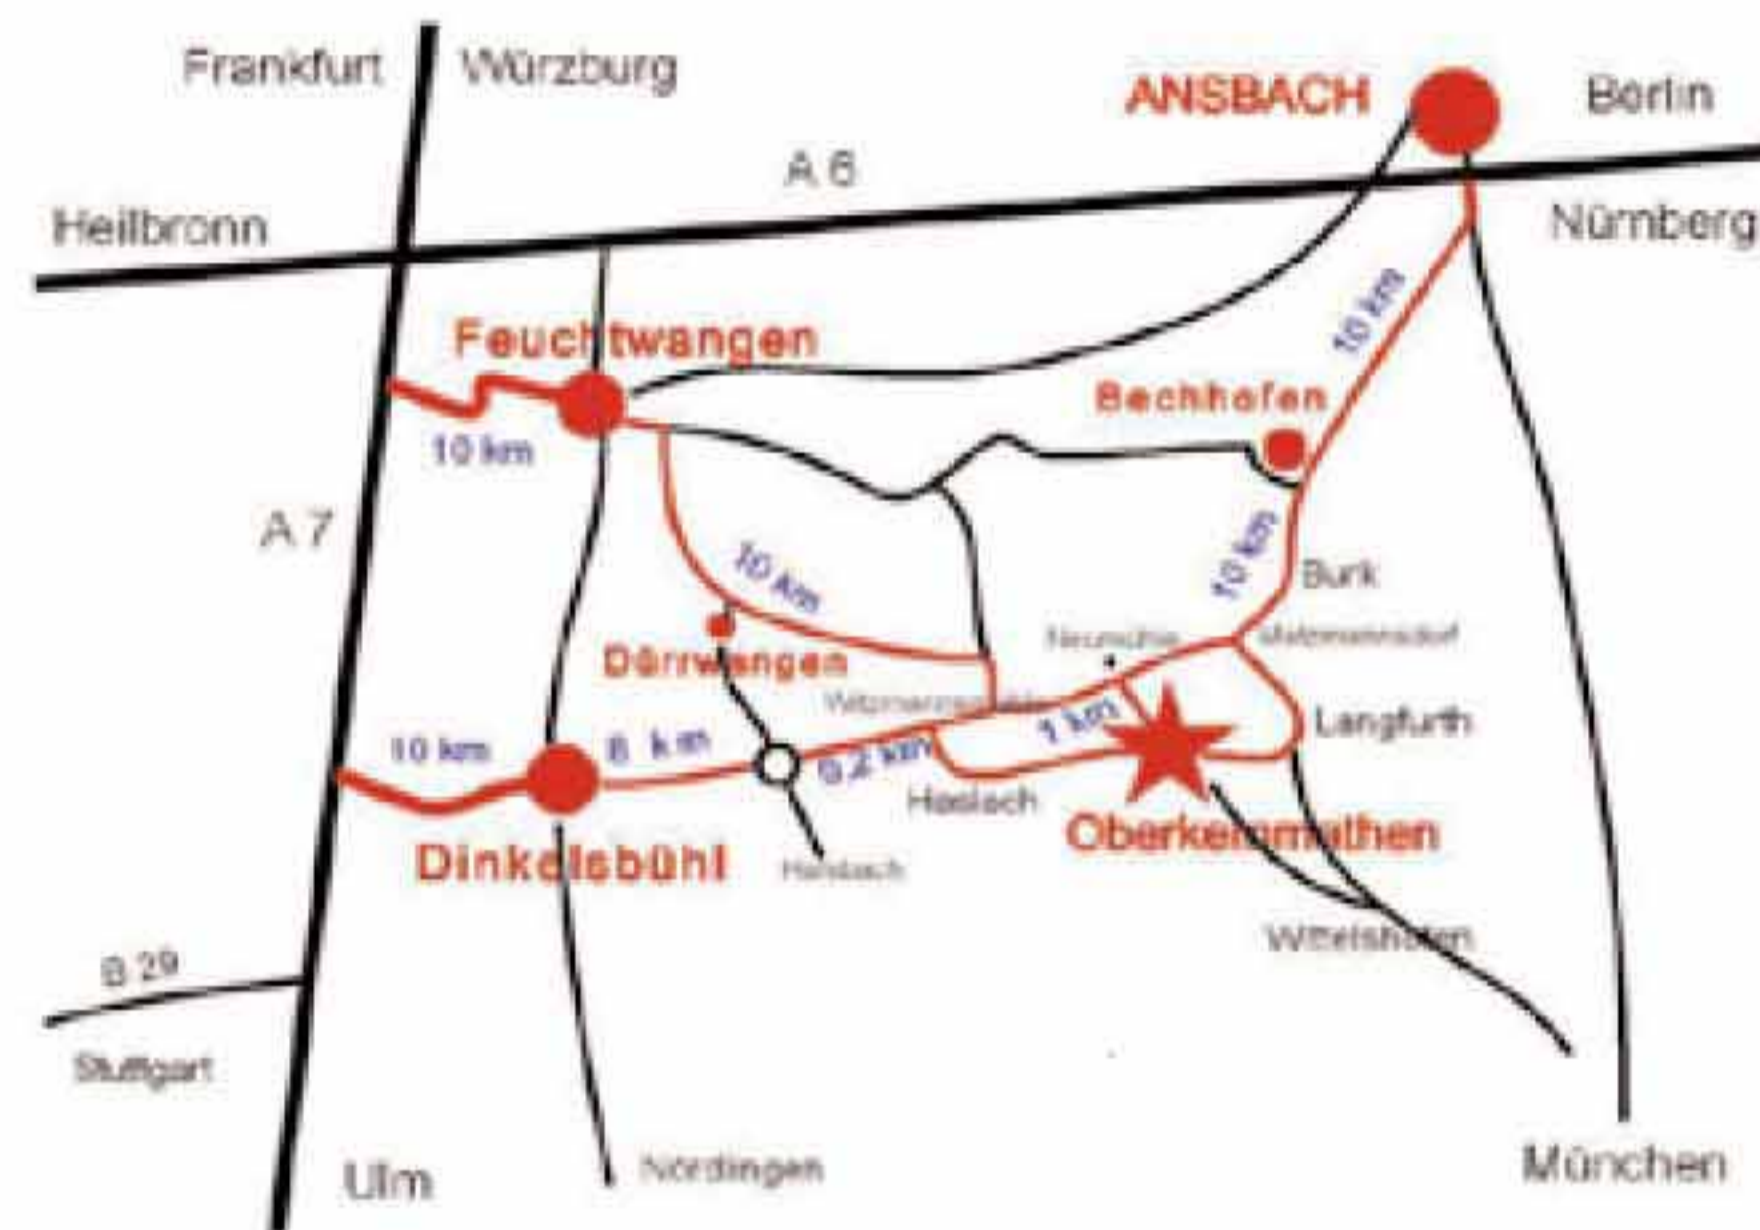 Frankfurt
Würzburg
ANSBACH
Berlin
A 6
Heilbronn
Nürnberg
10 km
Feuchtwangen
Bechhofen
10 km
A 7
10 km
10 km
Burk
Neumühle
Dürrwangen
Langfurth
1 km
10 km
8 km
0,2 km
Haslach
Oberkemmathen
Dinkelsbühl
Wittelshofen
B 29
Stuttgart
Ulm
Nördlingen
München